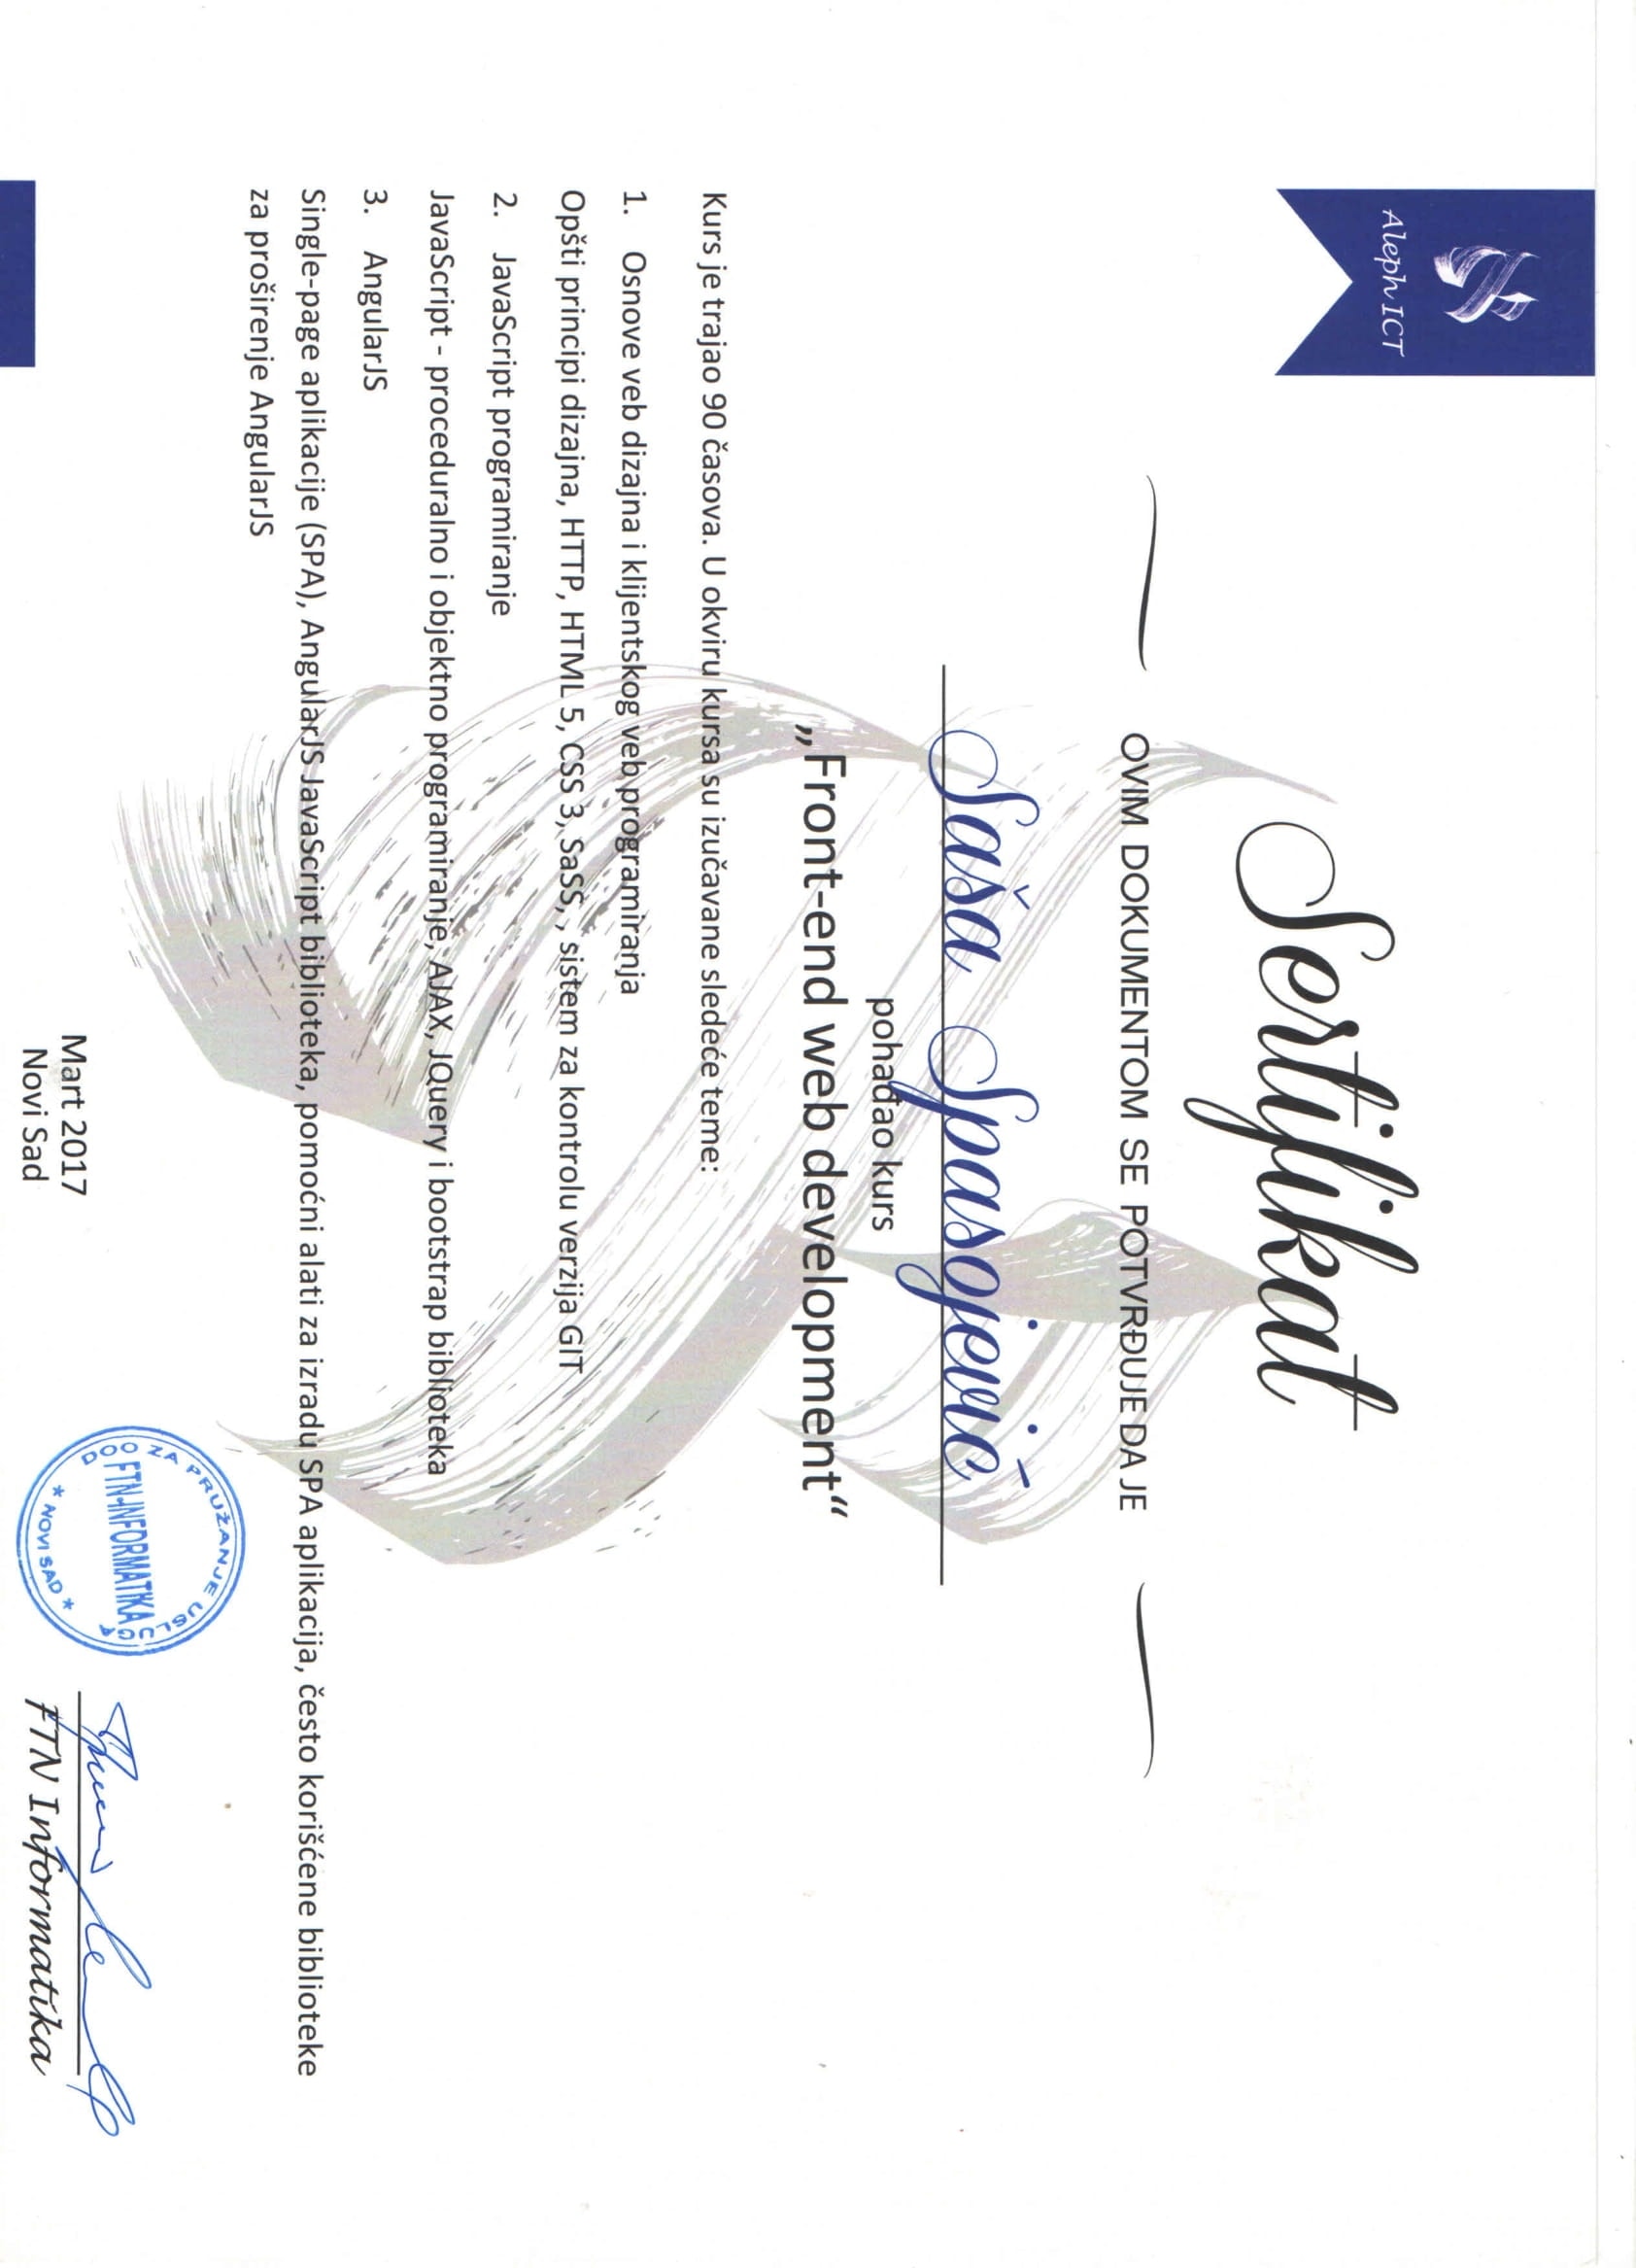 Aleph ICT
Sertifikat
OVIM DOKUMENTOM SE POTVRĐUJE DA JE
Saša Spasojević
pohađao kurs
„Front-end web development“
Kurs je trajao 90 časova. U okviru kursa su izučavane sledeće teme:
1. Osnove veb dizajna i klijentskog veb programiranja
Opšti principi dizajna, HTTP, HTML 5, CSS 3, SaSS, , sistem za kontrolu verzija GIT
2. JavaScript programiranje
JavaScript - proceduralno i objektno programiranje, AJAX, JQuery i bootstrap biblioteka
3. AngularJS
Single-page aplikacije (SPA), AngularJS JavaScript biblioteka, pomoćni alati za izradu SPA aplikacija, često korišćene biblioteke
za proširenje AngularJS
Mart 2017
Novi Sad
DOO ZA PRUŽANJE USLUGA
FTN-INFORMATIKA
* NOVI SAD *
FTN Informatika